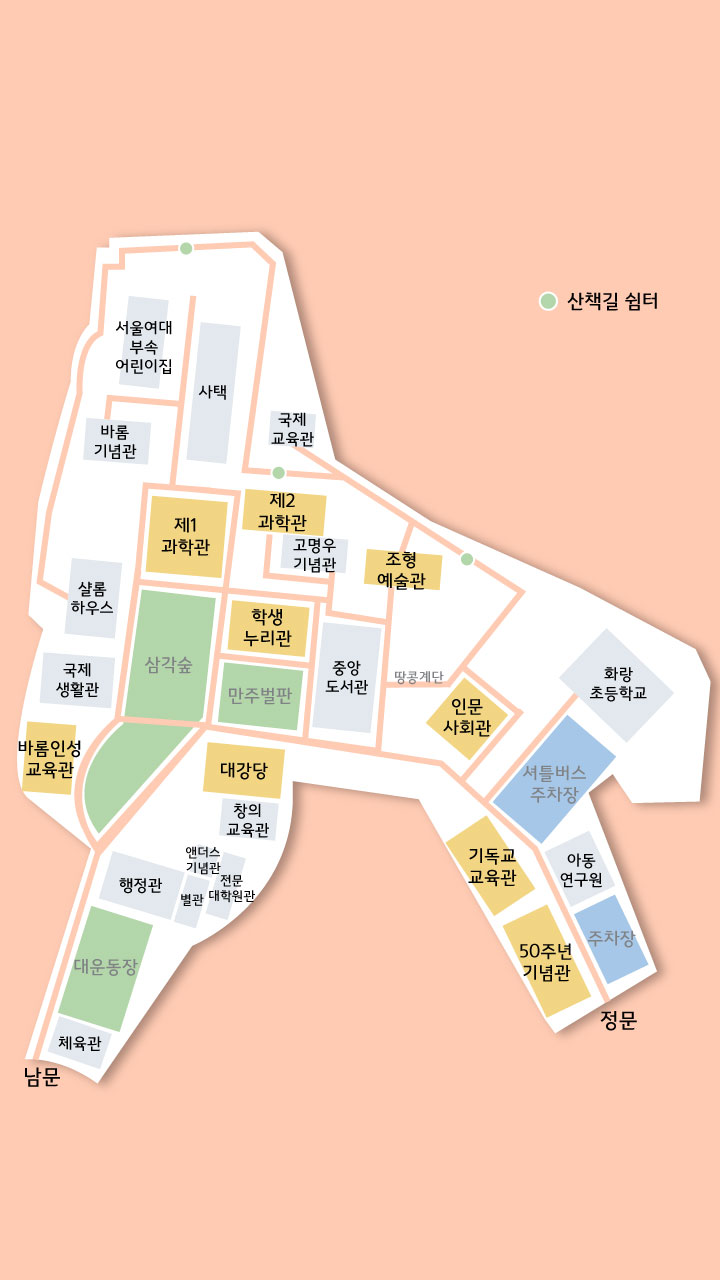 산책길 쉼터
서울여대
부속
어린이집
사택
국제
교육관
바롬
기념관
제2
과학관
제1
과학관
고명우
기념관
조형
예술관
샬롬
하우스
학생
누리관
삼각숲
중앙
도서관
땅콩계단
국제
생활관
만주벌판
화랑
초등학교
인문
사회관
바롬인성
교육관
대강당
셔틀버스
주차장
창의
교육관
앤더스
기념관
전문
대학원관
행정관
별관
기독교
교육관
아동
연구원
50주년
기념관
주차장
대운동장
체육관
정문
남문